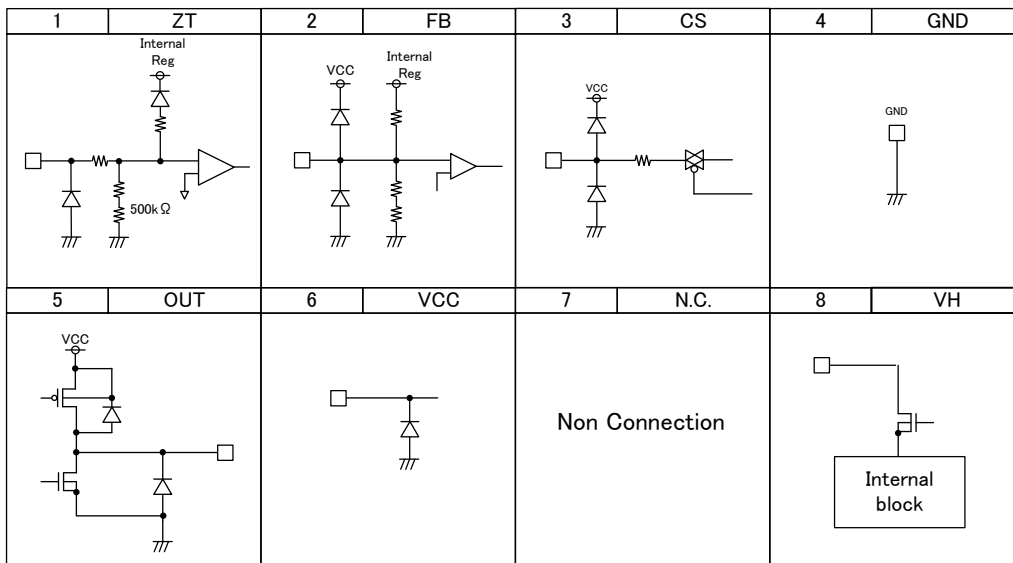 1 ZT
Internal
Reg
500kΩ
2 FB
VCC
Internal
Reg
3 CS
VCC
4 GND
GND
5 OUT
VCC
6 VCC
7 N.C.
Non Connection
8 VH
Internal
block